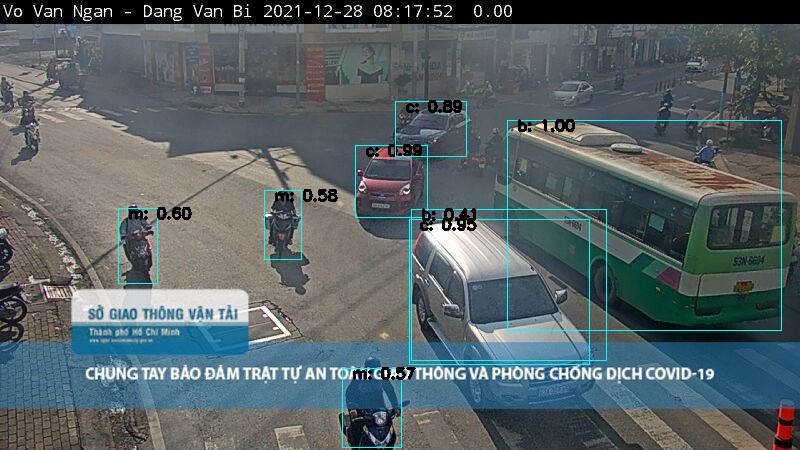 Vo Van Ngan - Dang Van Bi 2021-12-28 08:17:52  0.00
c: 0.89
b: 1.00
c: 0.99
m: 0.58
m: 0.60
b: 0.41
c: 0.95
53N-6694
SỞ GIAO THÔNG VẬN TẢI
Thành phố Hồ Chí Minh
CHUNG TAY BẢO ĐẢM TRẬT TỰ AN THÔNG VÀ PHÒNG CHỐNG DỊCH COVID-19
m: 0.57